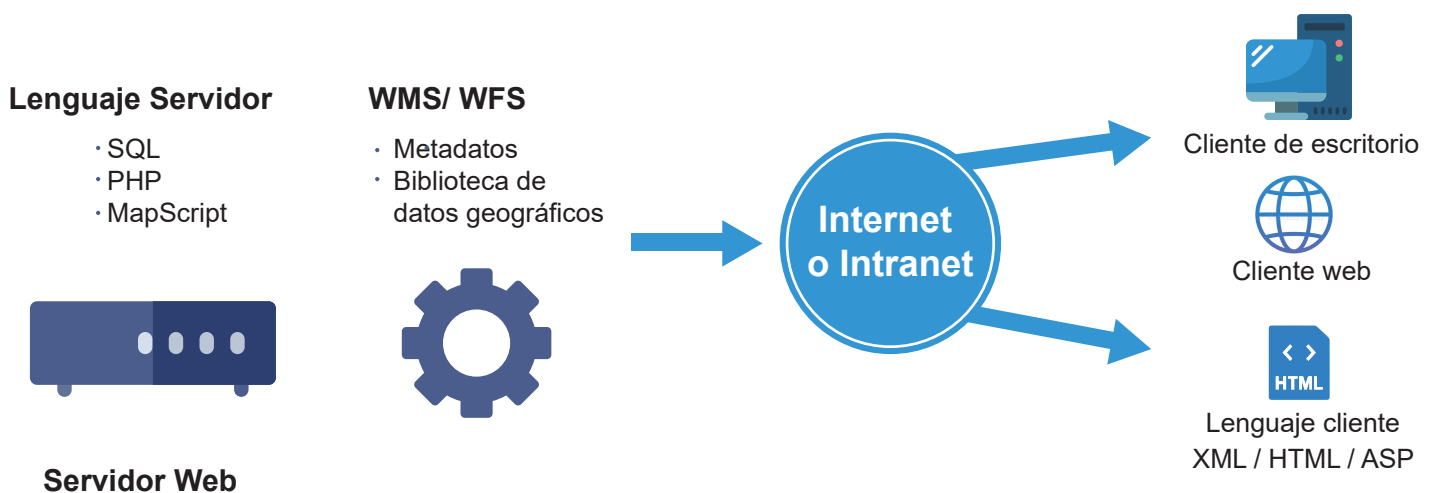 Lenguaje Servidor
· SQL
· PHP
· MapScript
Servidor Web
WMS/ WFS
· Metadatos
· Biblioteca de
datos geográficos
Internet
o Intranet
Cliente de escritorio
Cliente web
< >
HTML
Lenguaje cliente
XML / HTML / ASP